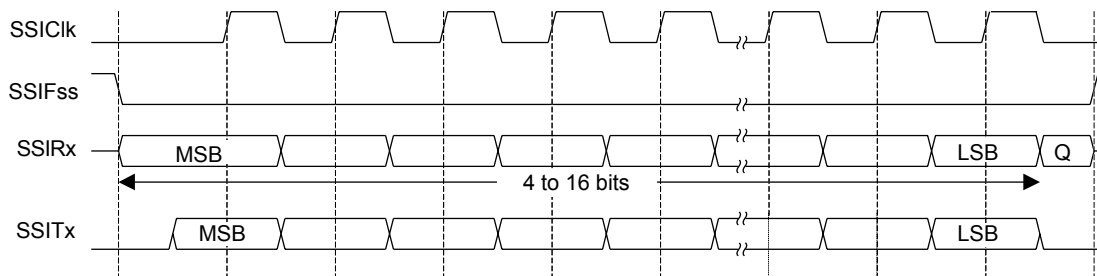 SSIClk
SSIFss
SSIRx MSB LSB Q
4 to 16 bits
SSITx MSB LSB